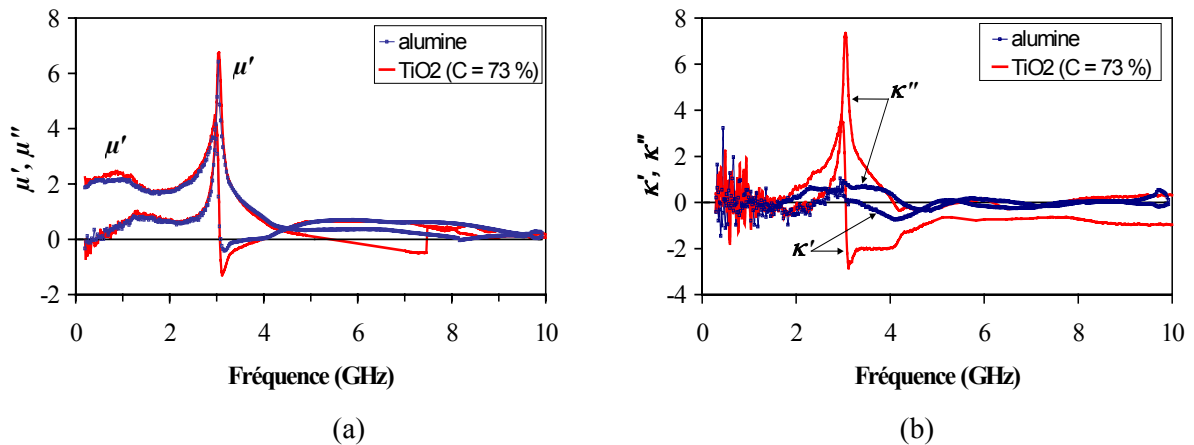 8
6
4
2
0
-2
0
2
4
6
8
10
μ', μ''
Fréquence (GHz)
alumine
TiO2 (C = 73 %)
μ'
μ'
(a)
8
6
4
2
0
-2
-4
0
2
4
6
8
10
κ', κ''
Fréquence (GHz)
alumine
TiO2 (C = 73 %)
κ''
κ'
(b)